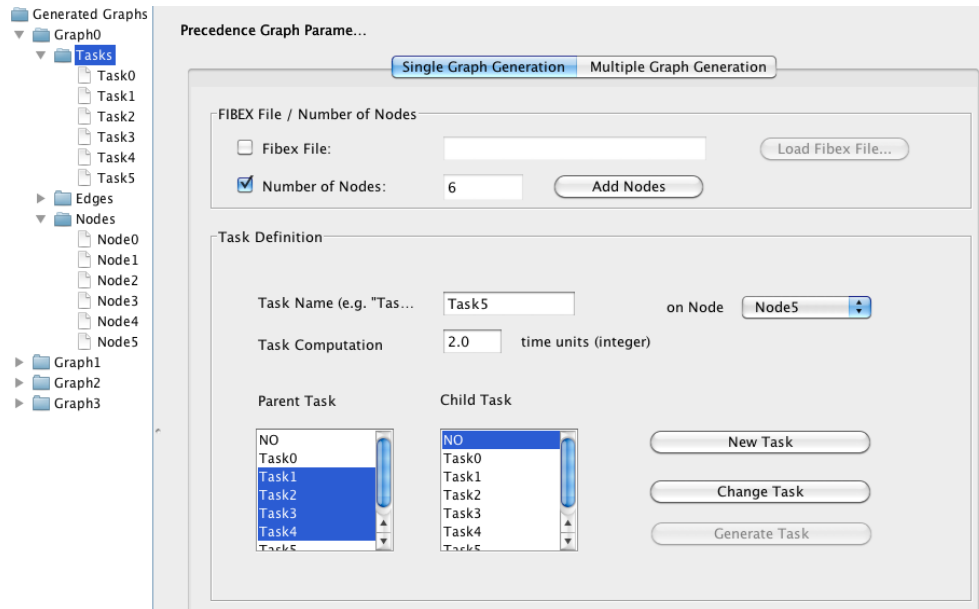 Generated Graphs
Graph0
Tasks
Task0
Task1
Task2
Task3
Task4
Task5
Edges
Nodes
Node0
Node1
Node2
Node3
Node4
Node5
Graph1
Graph2
Graph3
Precedence Graph Parame...
Single Graph Generation Multiple Graph Generation
FIBEX File / Number of Nodes
Fibex File: Load Fibex File...
Number of Nodes: 6 Add Nodes
Task Definition
Task Name (e.g. "Tas... Task5 on Node Node5
Task Computation 2.0 time units (integer)
Parent Task Child Task
NO NO New Task
Task0 Task0
Task1 Task1
Task2 Task2 Change Task
Task3 Task3
Task4 Task4 Generate Task
Task5 Task5